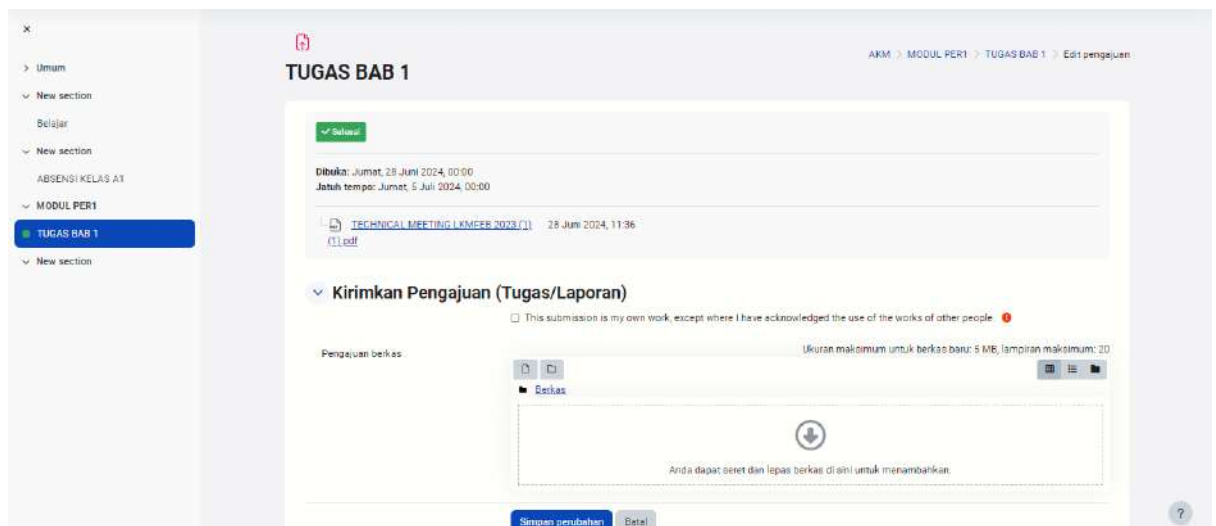 ×
Umum
New section
Belajar
New section
ABSENSI KELAS A1
MODUL PER1
TUGAS BAB 1
New section
TUGAS BAB 1
AKM > MODUL PER1 > TUGAS BAB 1 > Edit pengajuan
Selesai
Dibuka: Jumat, 28 Juni 2024, 00:00
Jatuh tempo: Jumat, 5 Juli 2024, 00:00
TECHNICAL MEETING LKMFEB 2023 (1) 28 Juni 2024, 11:36
(1).pdf
Kirimkan Pengajuan (Tugas/Laporan)
This submission is my own work, except where I have acknowledged the use of the works of other people.
Pengajuan berkas
Ukuran maksimum untuk berkas baru: 5 MB, lampiran maksimum: 20
Berkas
Anda dapat seret dan lepas berkas di sini untuk menambahkan.
Simpan perubahan Batal
?